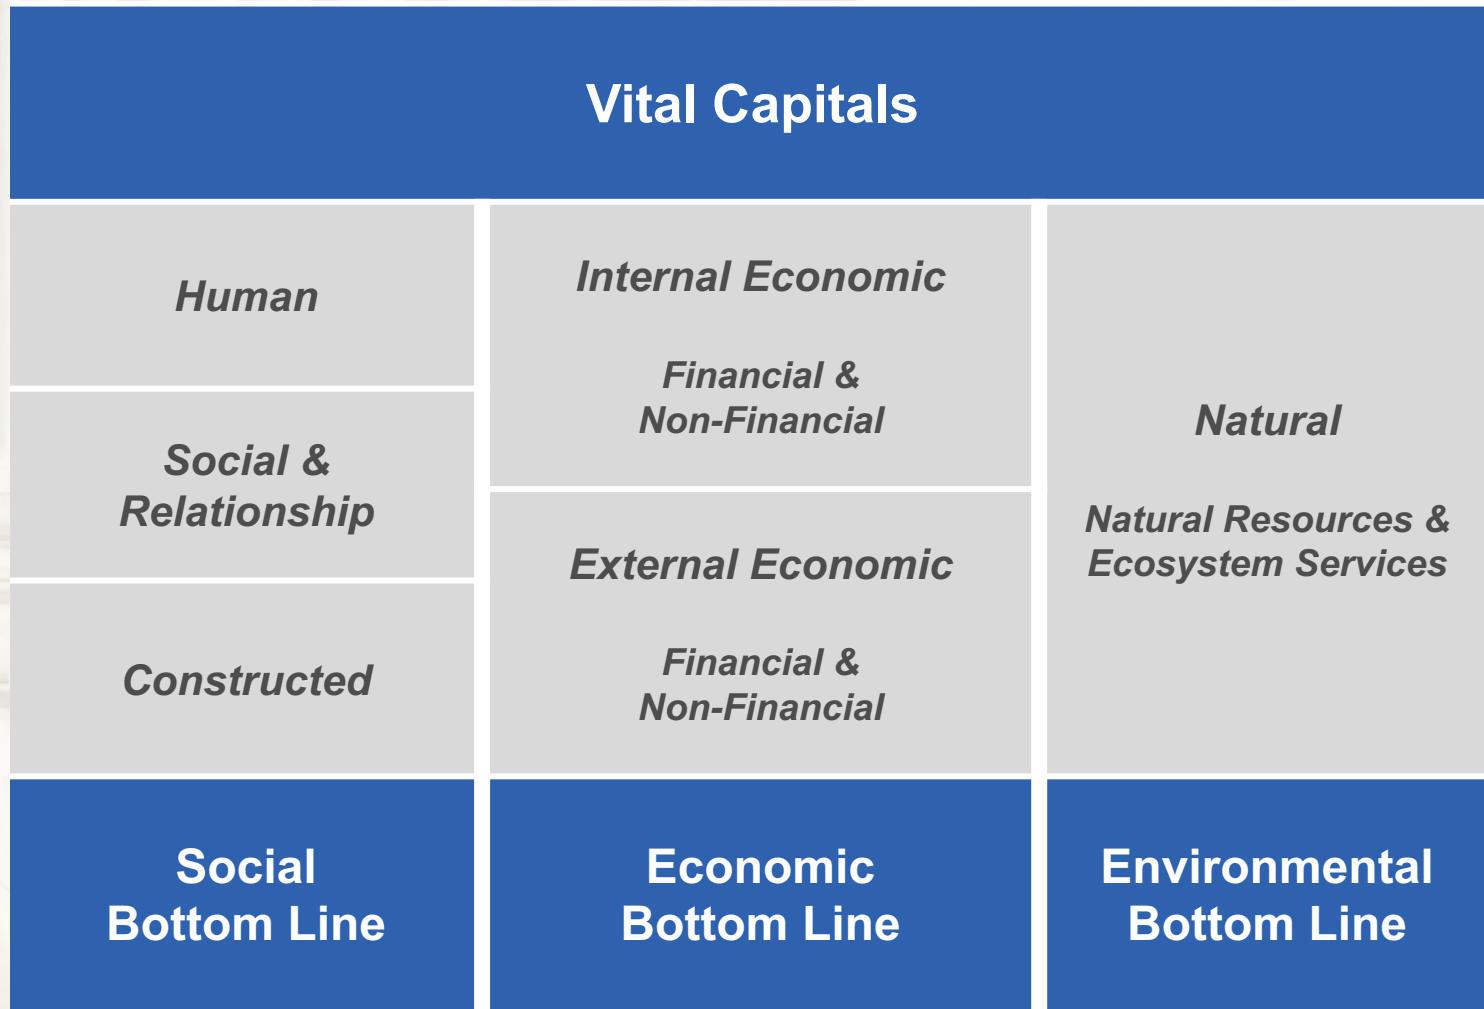 Vital Capitals
Human
Social &
Relationship
Constructed
Internal Economic
Financial &
Non-Financial
External Economic
Financial &
Non-Financial
Natural
Natural Resources &
Ecosystem Services
Social
Bottom Line
Economic
Bottom Line
Environmental
Bottom Line